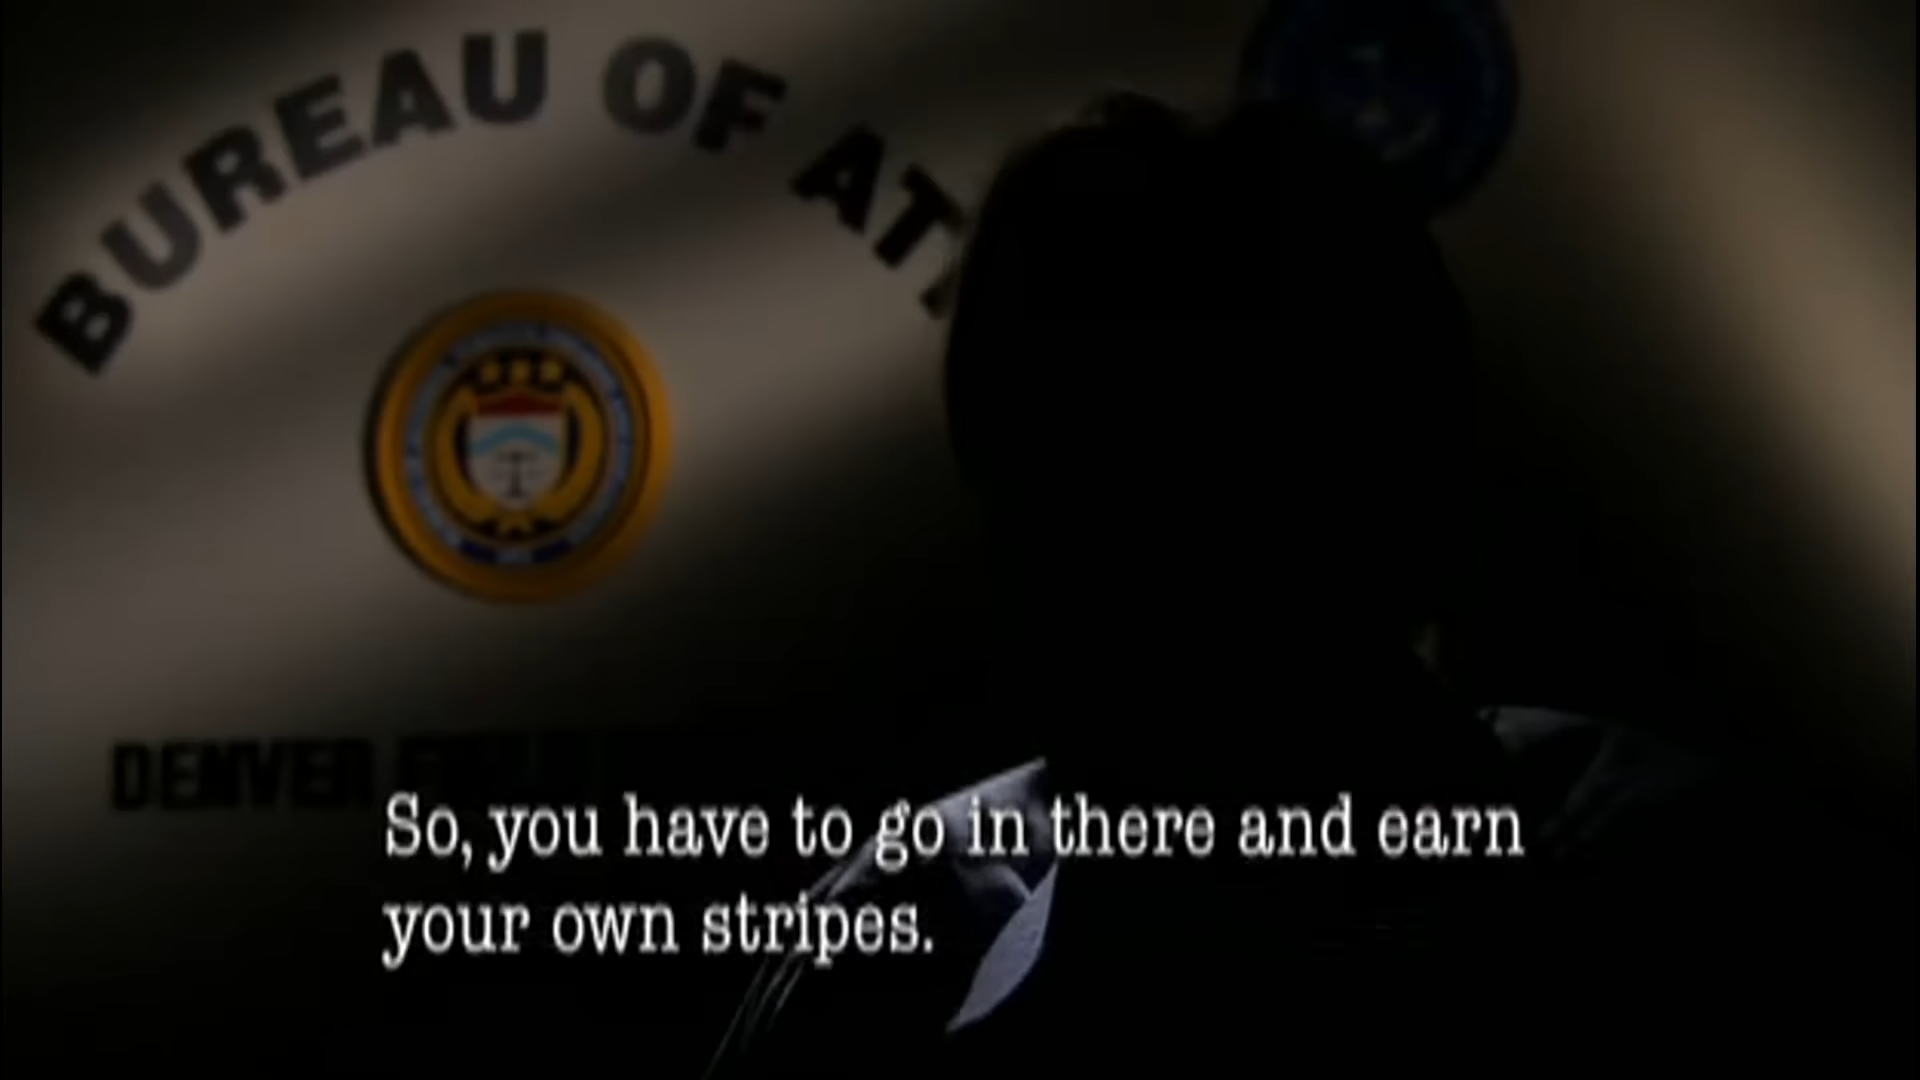 BUREAU OF AT
DENVER
So, you have to go in there and earn
your own stripes.